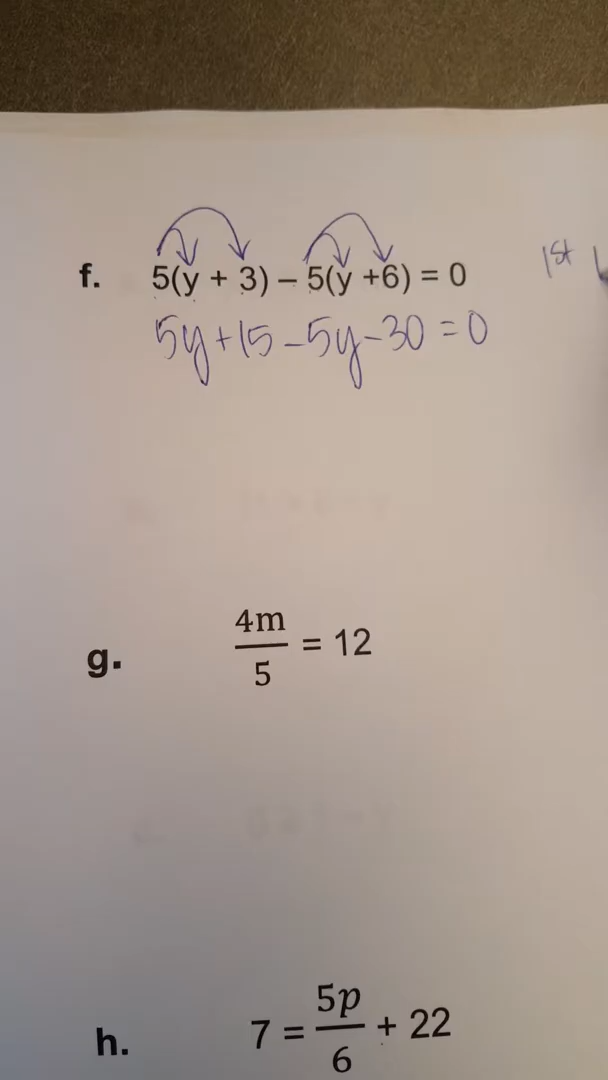 f. 5(y + 3) – 5(y +6) = 0
1st
5y+15-5y-30=0
g. 4m/5 = 12
h. 7 = 5p/6 + 22